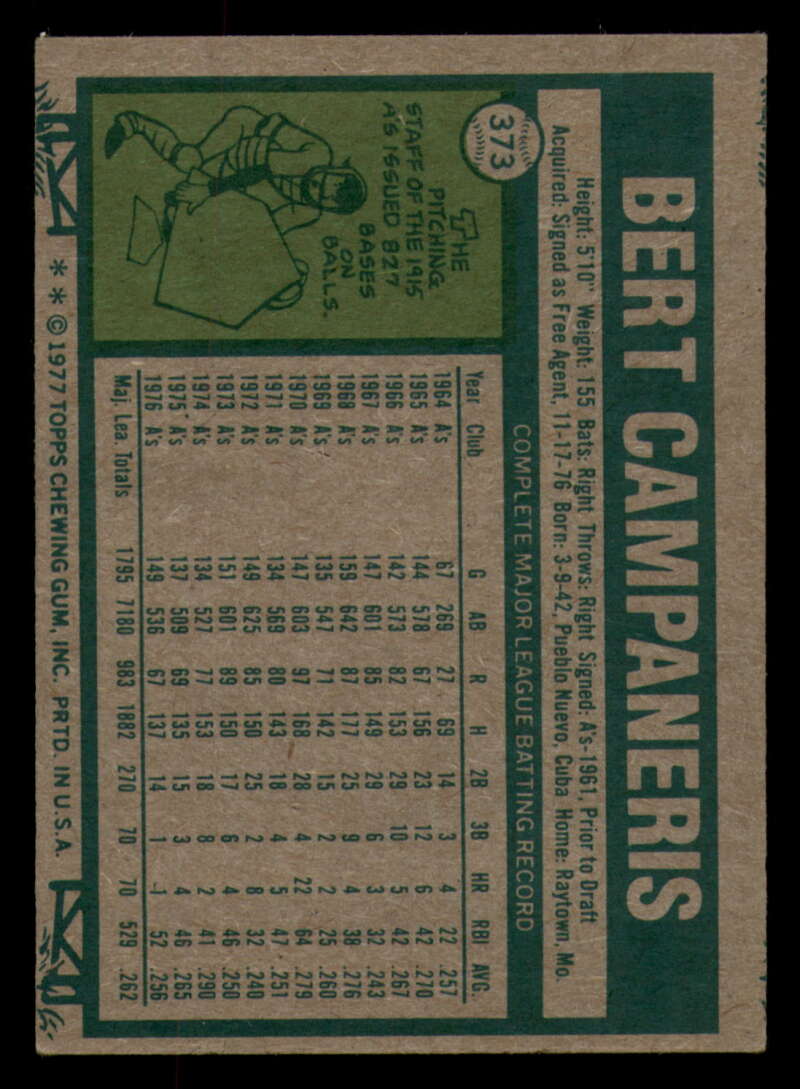 BERT CAMPANERIS
373
Height: 5'10" Weight: 155 Bats: Right Throws: Right Signed: A's-1961, Prior to Draft
Acquired: Signed as Free Agent, 11-17-76 Born: 3-9-42, Pueblo Nuevo, Cuba Home: Raytown, Mo.
THE
PITCHING
STAFF OF THE 1915
A'S ISSUED 827
BASES
ON
BALLS.
COMPLETE MAJOR LEAGUE BATTING RECORD
Year Club G AB R H 2B 3B HR RBI AVG.
1964 A's 67 269 27 69 14 3 4 22 .257
1965 A's 144 578 67 156 23 12 6 42 .270
1966 A's 142 573 82 153 29 10 5 42 .267
1967 A's 147 601 85 149 29 6 3 32 .243
1968 A's 159 642 87 177 25 9 4 38 .276
1969 A's 135 547 71 142 15 2 2 25 .260
1970 A's 147 603 97 168 28 4 22 64 .279
1971 A's 134 569 80 143 18 4 5 47 .251
1972 A's 149 625 85 150 25 2 8 32 .240
1973 A's 151 601 89 150 17 6 4 46 .250
1974 A's 134 527 77 153 18 8 2 41 .290
1975 A's 137 509 69 135 15 3 4 46 .265
1976 A's 149 536 67 137 14 1 1 52 .256
Maj. Lea. Totals 1795 7180 983 1882 270 70 70 529 .262
* * © 1977 TOPPS CHEWING GUM, INC. PRTD. IN U.S.A.